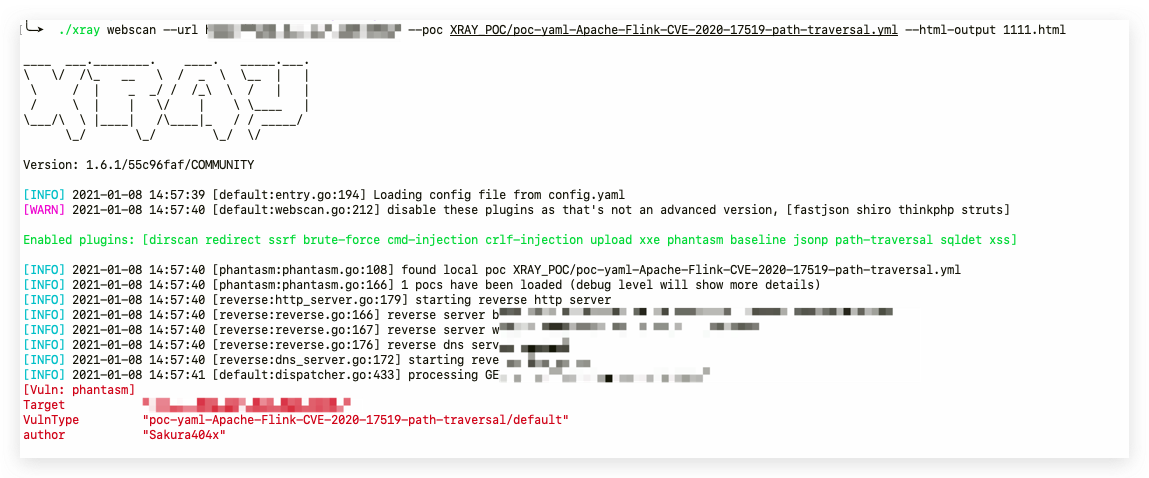 ╰─➤ ./xray webscan --url h --poc XRAY_POC/poc-yaml-Apache-Flink-CVE-2020-17519-path-traversal.yml --html-output 1111.html
XRAY
Version: 1.6.1/55c96faf/COMMUNITY
[INFO] 2021-01-08 14:57:39 [default:entry.go:194] Loading config file from config.yaml
[WARN] 2021-01-08 14:57:40 [default:webscan.go:212] disable these plugins as that's not an advanced version, [fastjson shiro thinkphp struts]
Enabled plugins: [dirscan redirect ssrf brute-force cmd-injection crlf-injection upload xxe phantasm baseline jsonp path-traversal sqldet xss]
[INFO] 2021-01-08 14:57:40 [phantasm:phantasm.go:108] found local poc XRAY_POC/poc-yaml-Apache-Flink-CVE-2020-17519-path-traversal.yml
[INFO] 2021-01-08 14:57:40 [phantasm:phantasm.go:166] 1 pocs have been loaded (debug level will show more details)
[INFO] 2021-01-08 14:57:40 [reverse:http_server.go:179] starting reverse http server
[INFO] 2021-01-08 14:57:40 [reverse:reverse.go:166] reverse server b
[INFO] 2021-01-08 14:57:40 [reverse:reverse.go:167] reverse server w
[INFO] 2021-01-08 14:57:40 [reverse:reverse.go:176] reverse dns serv
[INFO] 2021-01-08 14:57:40 [reverse:dns_server.go:172] starting reve
[INFO] 2021-01-08 14:57:41 [default:dispatcher.go:433] processing GE
[Vuln: phantasm]
Target
VulnType "poc-yaml-Apache-Flink-CVE-2020-17519-path-traversal/default"
author "Sakura404x"